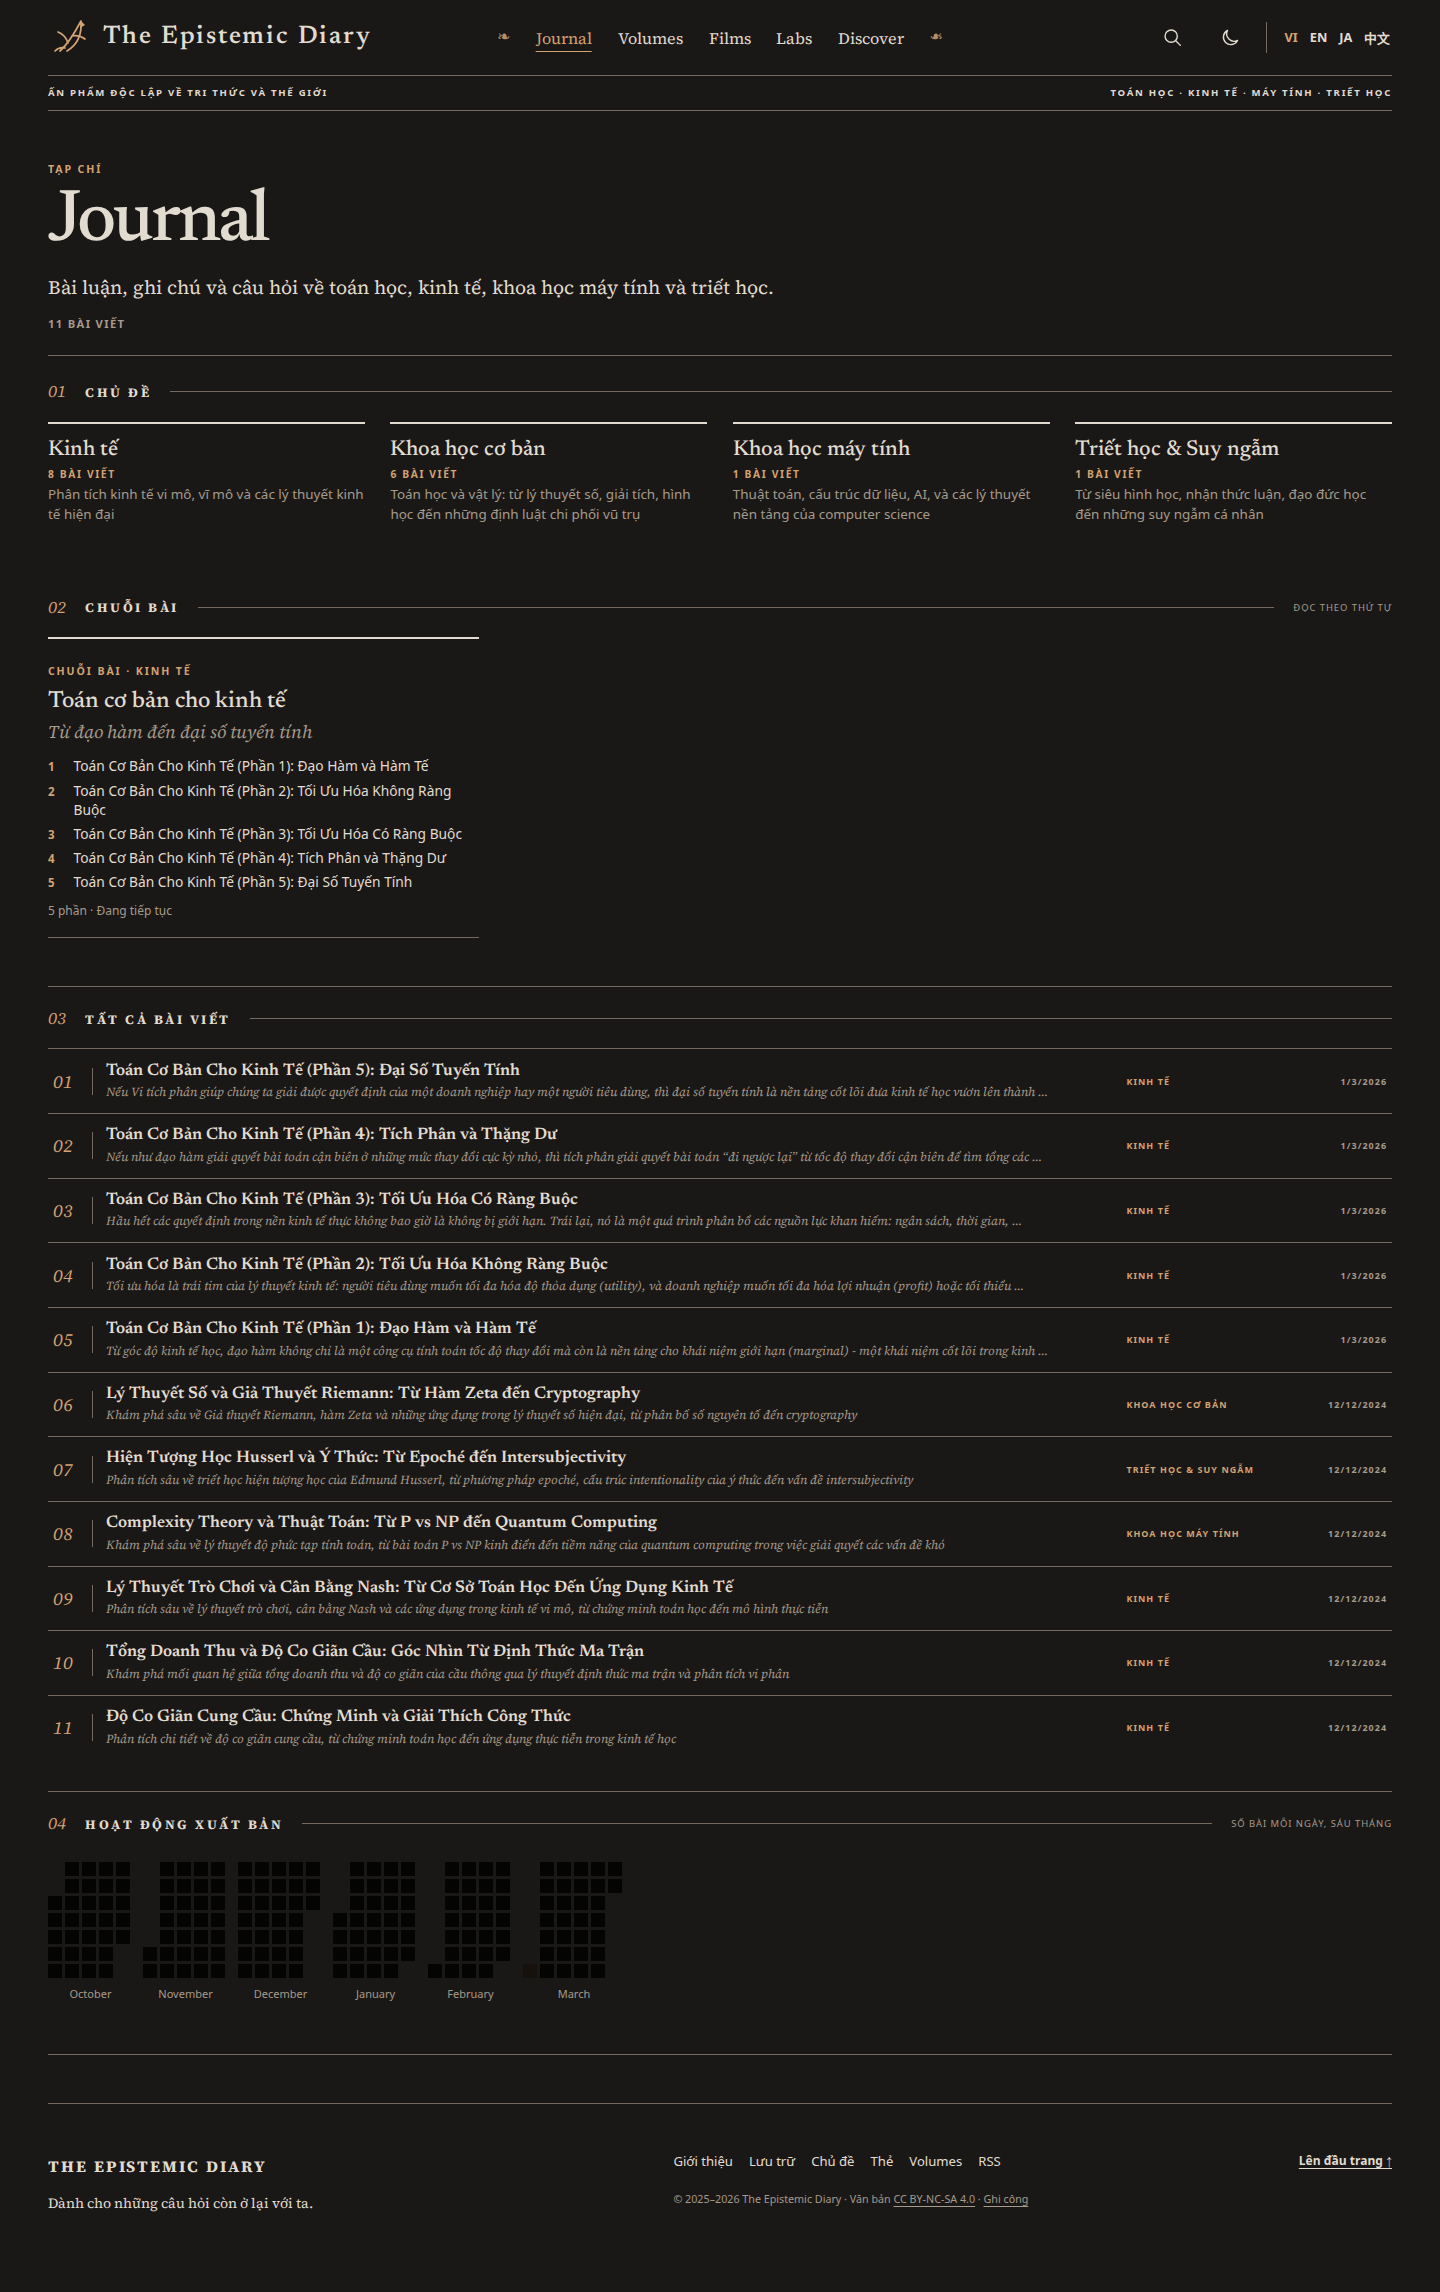 The Epistemic Diary
Journal Volumes Films Labs Discover
VI EN JA 中文
ẤN PHẨM ĐỘC LẬP VỀ TRI THỨC VÀ THẾ GIỚI
TOÁN HỌC · KINH TẾ · MÁY TÍNH · TRIẾT HỌC
TẠP CHÍ
Journal
Bài luận, ghi chú và câu hỏi về toán học, kinh tế, khoa học máy tính và triết học.
11 BÀI VIẾT
01 CHỦ ĐỀ
Kinh tế
8 BÀI VIẾT
Phân tích kinh tế vi mô, vĩ mô và các lý thuyết kinh
tế hiện đại
Khoa học cơ bản
6 BÀI VIẾT
Toán học và vật lý: từ lý thuyết số, giải tích, hình
học đến những định luật chi phối vũ trụ
Khoa học máy tính
1 BÀI VIẾT
Thuật toán, cấu trúc dữ liệu, AI, và các lý thuyết
nền tảng của computer science
Triết học & Suy ngẫm
1 BÀI VIẾT
Từ siêu hình học, nhận thức luận, đạo đức học
đến những suy ngẫm cá nhân
02 CHUỖI BÀI
ĐỌC THEO THỨ TỰ
CHUỖI BÀI · KINH TẾ
Toán cơ bản cho kinh tế
Từ đạo hàm đến đại số tuyến tính
1 Toán Cơ Bản Cho Kinh Tế (Phần 1): Đạo Hàm và Hàm Tế
2 Toán Cơ Bản Cho Kinh Tế (Phần 2): Tối Ưu Hóa Không Ràng
Buộc
3 Toán Cơ Bản Cho Kinh Tế (Phần 3): Tối Ưu Hóa Có Ràng Buộc
4 Toán Cơ Bản Cho Kinh Tế (Phần 4): Tích Phân và Thặng Dư
5 Toán Cơ Bản Cho Kinh Tế (Phần 5): Đại Số Tuyến Tính
5 phần · Đang tiếp tục
03 TẤT CẢ BÀI VIẾT
01 Toán Cơ Bản Cho Kinh Tế (Phần 5): Đại Số Tuyến Tính
Nếu Vi tích phân giúp chúng ta giải được quyết định của một doanh nghiệp hay một người tiêu dùng, thì đại số tuyến tính là nền tảng cốt lõi đưa kinh tế học vươn lên thành ...
KINH TẾ 1/3/2026
02 Toán Cơ Bản Cho Kinh Tế (Phần 4): Tích Phân và Thặng Dư
Nếu như đạo hàm giải quyết bài toán cận biên ở những mức thay đổi cực kỳ nhỏ, thì tích phân giải quyết bài toán “đi ngược lại” từ tốc độ thay đổi cận biên để tìm tổng các ...
KINH TẾ 1/3/2026
03 Toán Cơ Bản Cho Kinh Tế (Phần 3): Tối Ưu Hóa Có Ràng Buộc
Hầu hết các quyết định trong nền kinh tế thực không bao giờ là không bị giới hạn. Trái lại, nó là một quá trình phân bổ các nguồn lực khan hiếm: ngân sách, thời gian, ...
KINH TẾ 1/3/2026
04 Toán Cơ Bản Cho Kinh Tế (Phần 2): Tối Ưu Hóa Không Ràng Buộc
Tối ưu hóa là trái tim của lý thuyết kinh tế: người tiêu dùng muốn tối đa hóa độ thỏa dụng (utility), và doanh nghiệp muốn tối đa hóa lợi nhuận (profit) hoặc tối thiểu ...
KINH TẾ 1/3/2026
05 Toán Cơ Bản Cho Kinh Tế (Phần 1): Đạo Hàm và Hàm Tế
Từ góc độ kinh tế học, đạo hàm không chỉ là một công cụ tính toán tốc độ thay đổi mà còn là nền tảng cho khái niệm giới hạn (marginal) - một khái niệm cốt lõi trong kinh ...
KINH TẾ 1/3/2026
06 Lý Thuyết Số và Giả Thuyết Riemann: Từ Hàm Zeta đến Cryptography
Khám phá sâu về Giả thuyết Riemann, hàm Zeta và những ứng dụng trong lý thuyết số hiện đại, từ phân bố số nguyên tố đến cryptography
KHOA HỌC CƠ BẢN 12/12/2024
07 Hiện Tượng Học Husserl và Ý Thức: Từ Epoché đến Intersubjectivity
Phân tích sâu về triết học hiện tượng học của Edmund Husserl, từ phương pháp epoché, cấu trúc intentionality của ý thức đến vấn đề intersubjectivity
TRIẾT HỌC & SUY NGẪM 12/12/2024
08 Complexity Theory và Thuật Toán: Từ P vs NP đến Quantum Computing
Khám phá sâu về lý thuyết độ phức tạp tính toán, từ bài toán P vs NP kinh điển đến tiềm năng của quantum computing trong việc giải quyết các vấn đề khó
KHOA HỌC MÁY TÍNH 12/12/2024
09 Lý Thuyết Trò Chơi và Cân Bằng Nash: Từ Cơ Sở Toán Học Đến Ứng Dụng Kinh Tế
Phân tích sâu về lý thuyết trò chơi, cân bằng Nash và các ứng dụng trong kinh tế vi mô, từ chứng minh toán học đến mô hình thực tiễn
KINH TẾ 12/12/2024
10 Tổng Doanh Thu và Độ Co Giãn Cầu: Góc Nhìn Từ Định Thức Ma Trận
Khám phá mối quan hệ giữa tổng doanh thu và độ co giãn của cầu thông qua lý thuyết định thức ma trận và phân tích vi phân
KINH TẾ 12/12/2024
11 Độ Co Giãn Cung Cầu: Chứng Minh và Giải Thích Công Thức
Phân tích chi tiết về độ co giãn cung cầu, từ chứng minh toán học đến ứng dụng thực tiễn trong kinh tế học
KINH TẾ 12/12/2024
04 HOẠT ĐỘNG XUẤT BẢN
SỐ BÀI MỖI NGÀY, SÁU THÁNG
October November December January February March
THE EPISTEMIC DIARY
Dành cho những câu hỏi còn ở lại với ta.
Giới thiệu Lưu trữ Chủ đề Thẻ Volumes RSS
© 2025–2026 The Epistemic Diary · Văn bản CC BY-NC-SA 4.0 · Ghi công
Lên đầu trang ↑